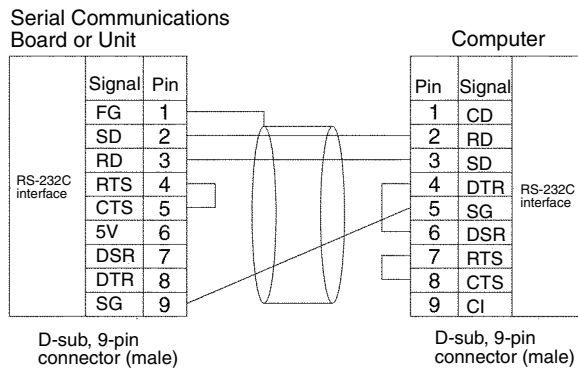 Serial Communications
Board or Unit
Computer
Signal Pin
Pin Signal
FG 1
1 CD
SD 2
2 RD
RD 3
3 SD
RS-232C
interface
RTS 4
4 DTR
RS-232C
interface
CTS 5
5 SG
5V 6
6 DSR
DSR 7
7 RTS
DTR 8
8 CTS
SG 9
9 CI
D-sub, 9-pin
connector (male)
D-sub, 9-pin
connector (male)